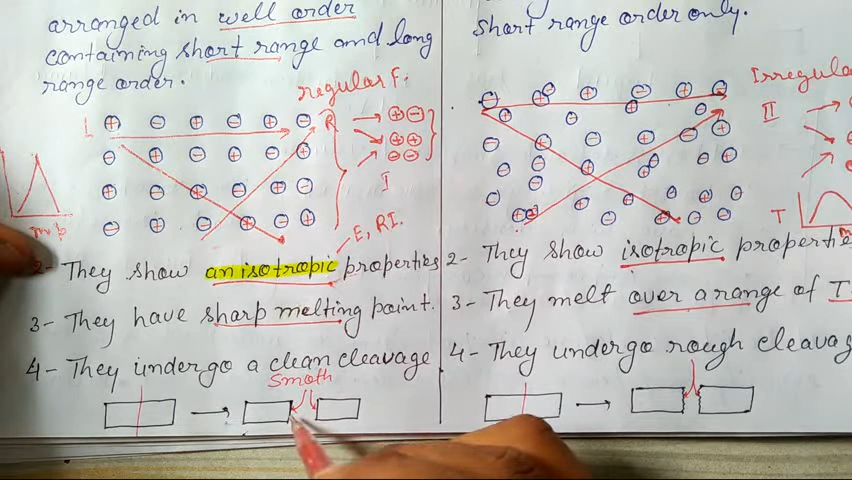 arranged in well order
containing short range and long
range order.
regular F:
L
R
I
m.p
E, RI.
2- They show anisotropic properties
3- They have sharp melting point.
4- They undergo a clean cleavage
Smoth
short range order only.
Irregula
II
T
m
2- They show isotropic propertie
3- They melt over a range of T
4- They undergo rough cleavag